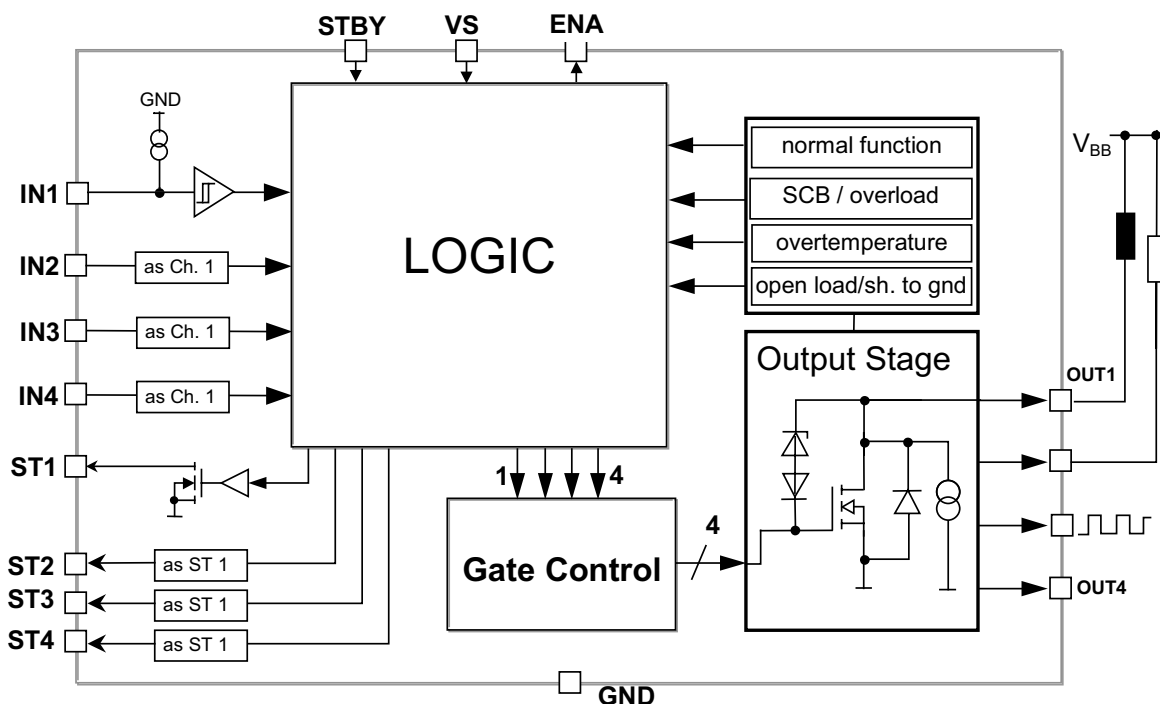 STBY VS ENA
GND
IN1
IN2 as Ch. 1
IN3 as Ch. 1
IN4 as Ch. 1
LOGIC
normal function
SCB / overload
overtemperature
open load/sh. to gnd
VBB
Output Stage
OUT1
OUT4
ST1
ST2 as ST 1
ST3 as ST 1
ST4 as ST 1
1 4
Gate Control
4
GND